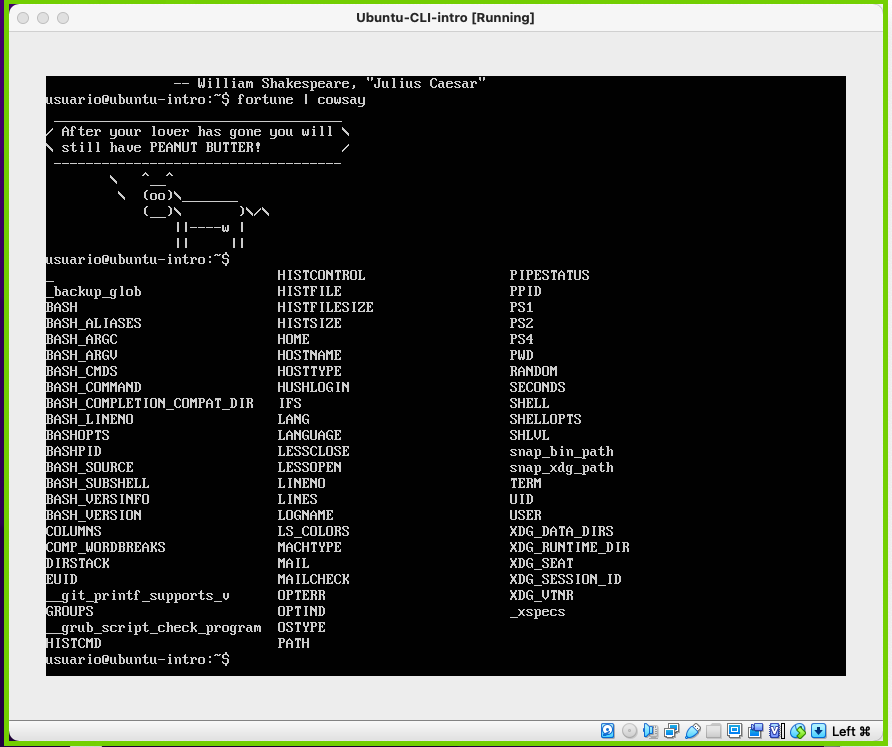 Ubuntu-CLI-intro [Running]
-- William Shakespeare, "Julius Caesar"
usuario@ubuntu-intro:~$ fortune | cowsay
 _____________________________________
/ After your lover has gone you will \
\ still have PEANUT BUTTER!          /
 ------------------------------------
        \   ^__^
         \  (oo)\_______
            (__)\       )\/\
                ||----w |
                ||     ||
usuario@ubuntu-intro:~$
_ HISTCONTROL PIPESTATUS
_backup_glob HISTFILE PPID
BASH HISTFILESIZE PS1
BASH_ALIASES HISTSIZE PS2
BASH_ARGC HOME PS4
BASH_ARGV HOSTNAME PWD
BASH_CMDS HOSTTYPE RANDOM
BASH_COMMAND HUSHLOGIN SECONDS
BASH_COMPLETION_COMPAT_DIR IFS SHELL
BASH_LINENO LANG SHELLOPTS
BASHOPTS LANGUAGE SHLVL
BASHPID LESSCLOSE snap_bin_path
BASH_SOURCE LESSOPEN snap_xdg_path
BASH_SUBSHELL LINENO TERM
BASH_VERSINFO LINES UID
BASH_VERSION LOGNAME USER
COLUMNS LS_COLORS XDG_DATA_DIRS
COMP_WORDBREAKS MACHTYPE XDG_RUNTIME_DIR
DIRSTACK MAIL XDG_SEAT
EUID MAILCHECK XDG_SESSION_ID
__git_printf_supports_v OPTERR XDG_VTNR
GROUPS OPTIND _xspecs
__grub_script_check_program OSTYPE
HISTCMD PATH
usuario@ubuntu-intro:~$
Left ⌘